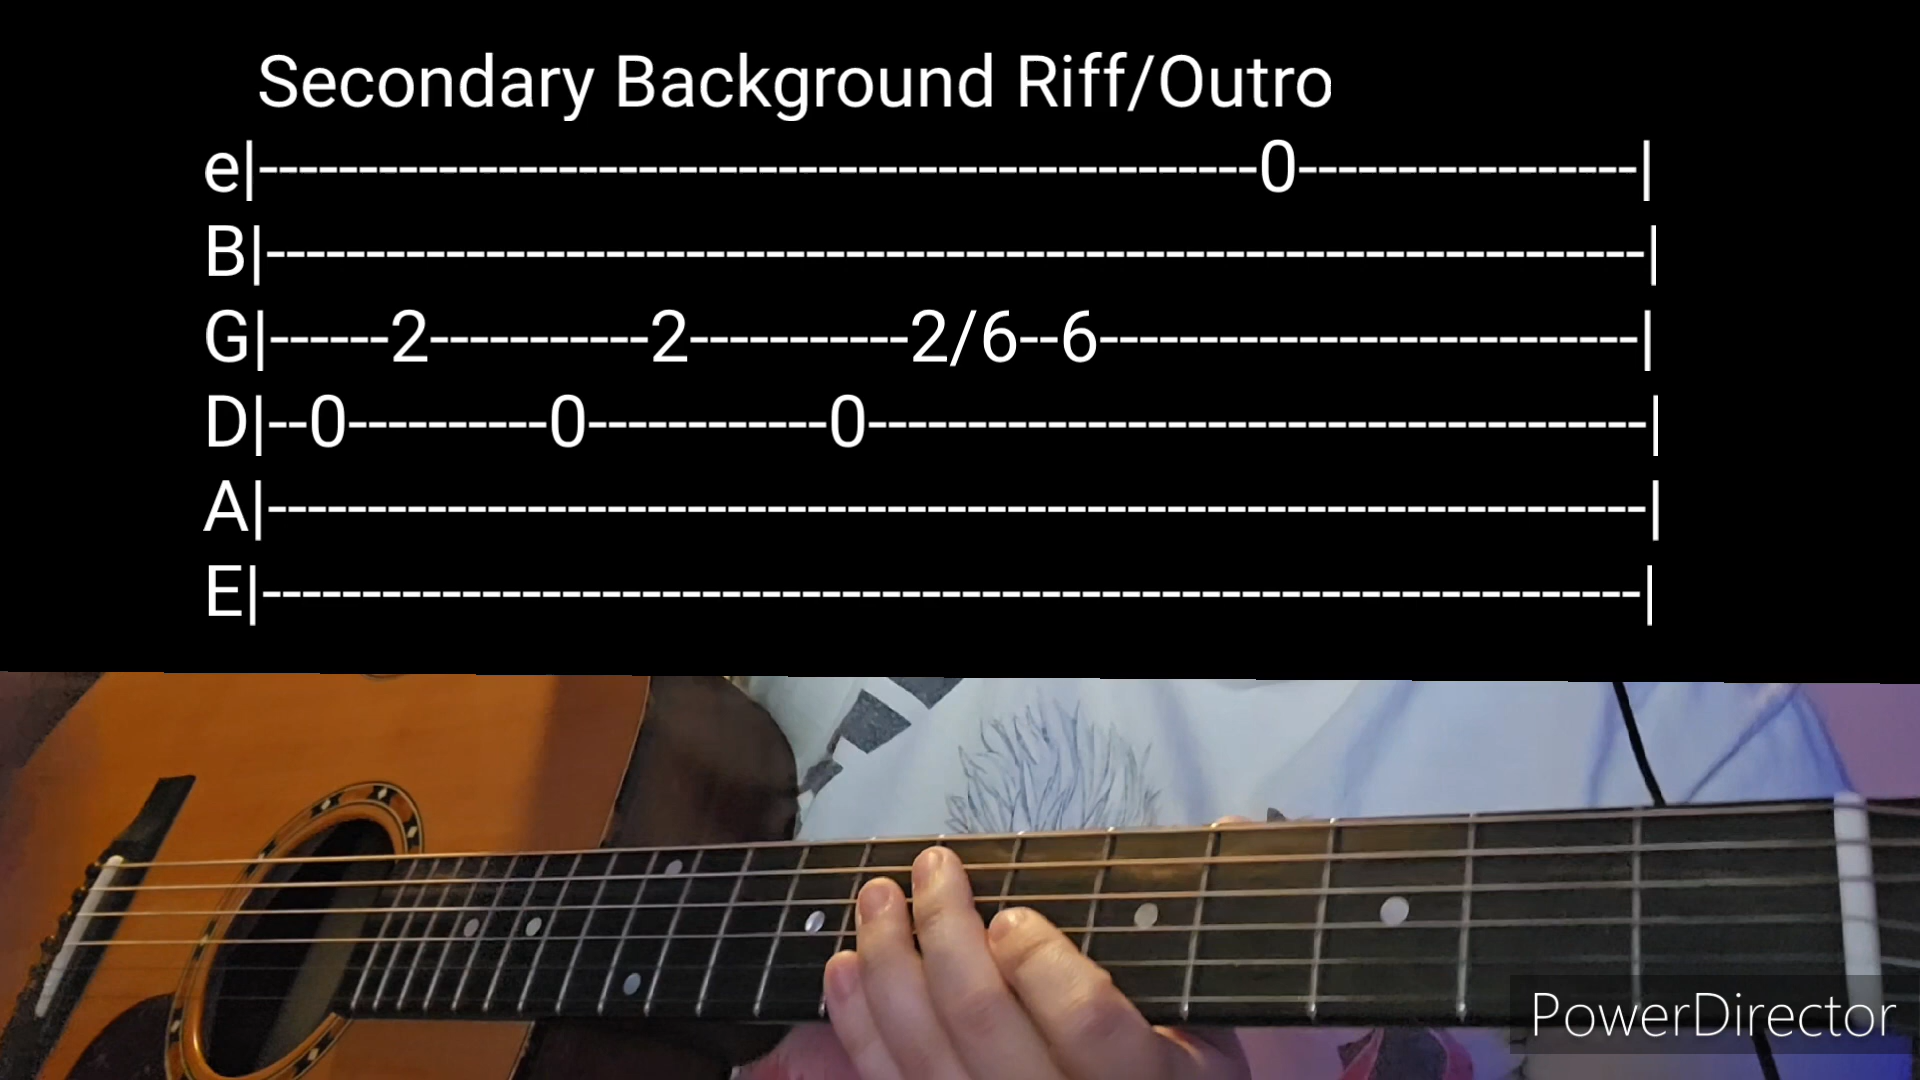 Secondary Background Riff/Outro
e|--------------------------------------------------0-----------------|
B|---------------------------------------------------------------------|
G|------2-----------2-----------2/6--6---------------------------|
D|--0----------0------------0---------------------------------------|
A|---------------------------------------------------------------------|
E|---------------------------------------------------------------------|
PowerDirector